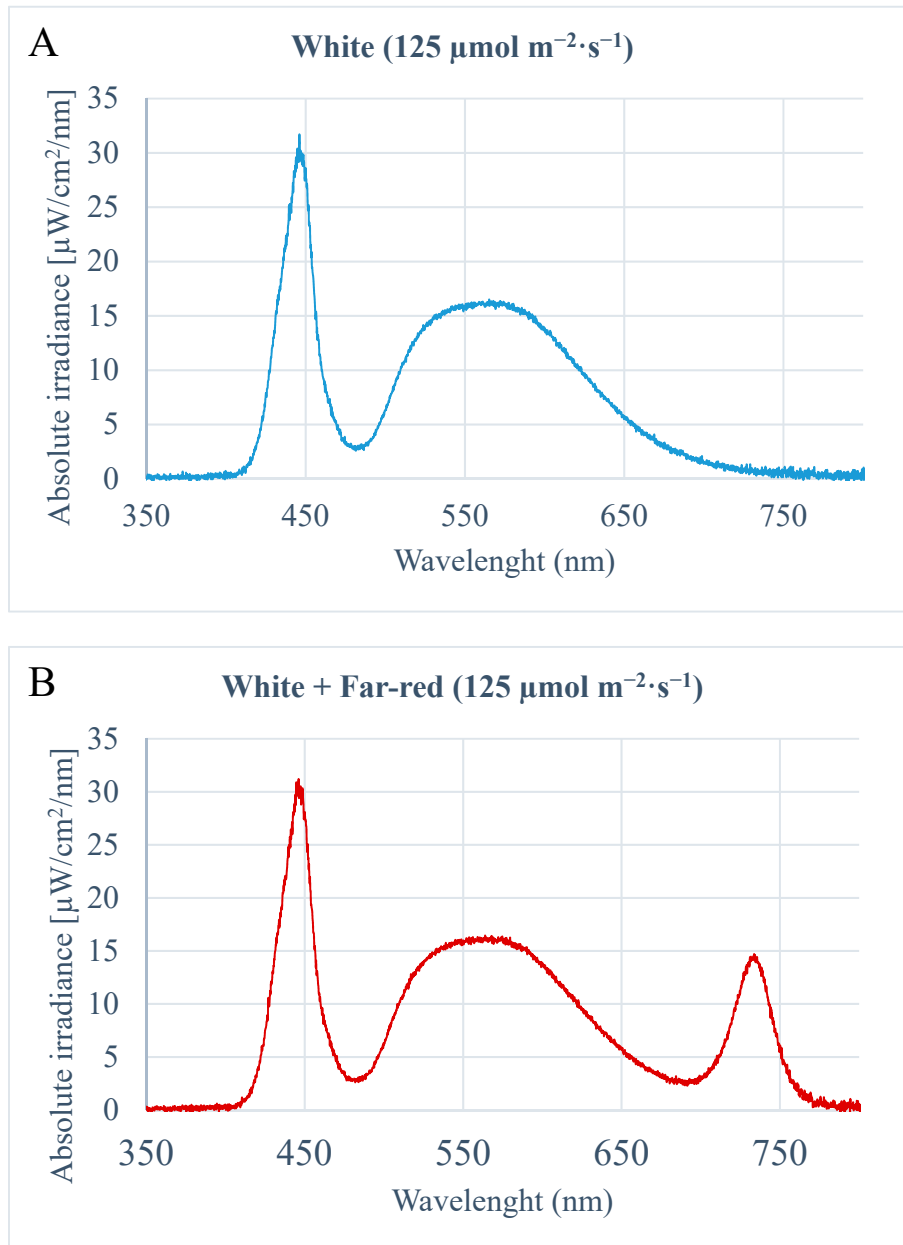 A
White (125 µmol m⁻²·s⁻¹)
Absolute irradiance [µW/cm²/nm]
35
30
25
20
15
10
5
0
350 450 550 650 750
Wavelenght (nm)
B
White + Far-red (125 µmol m⁻²·s⁻¹)
Absolute irradiance [µW/cm²/nm]
35
30
25
20
15
10
5
0
350 450 550 650 750
Wavelenght (nm)